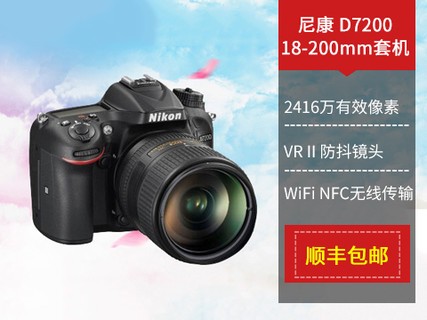 尼康 D7200
18-200mm套机
2416万有效像素
VR II 防抖镜头
WiFi NFC无线传输
顺丰包邮
Nikon
D7200